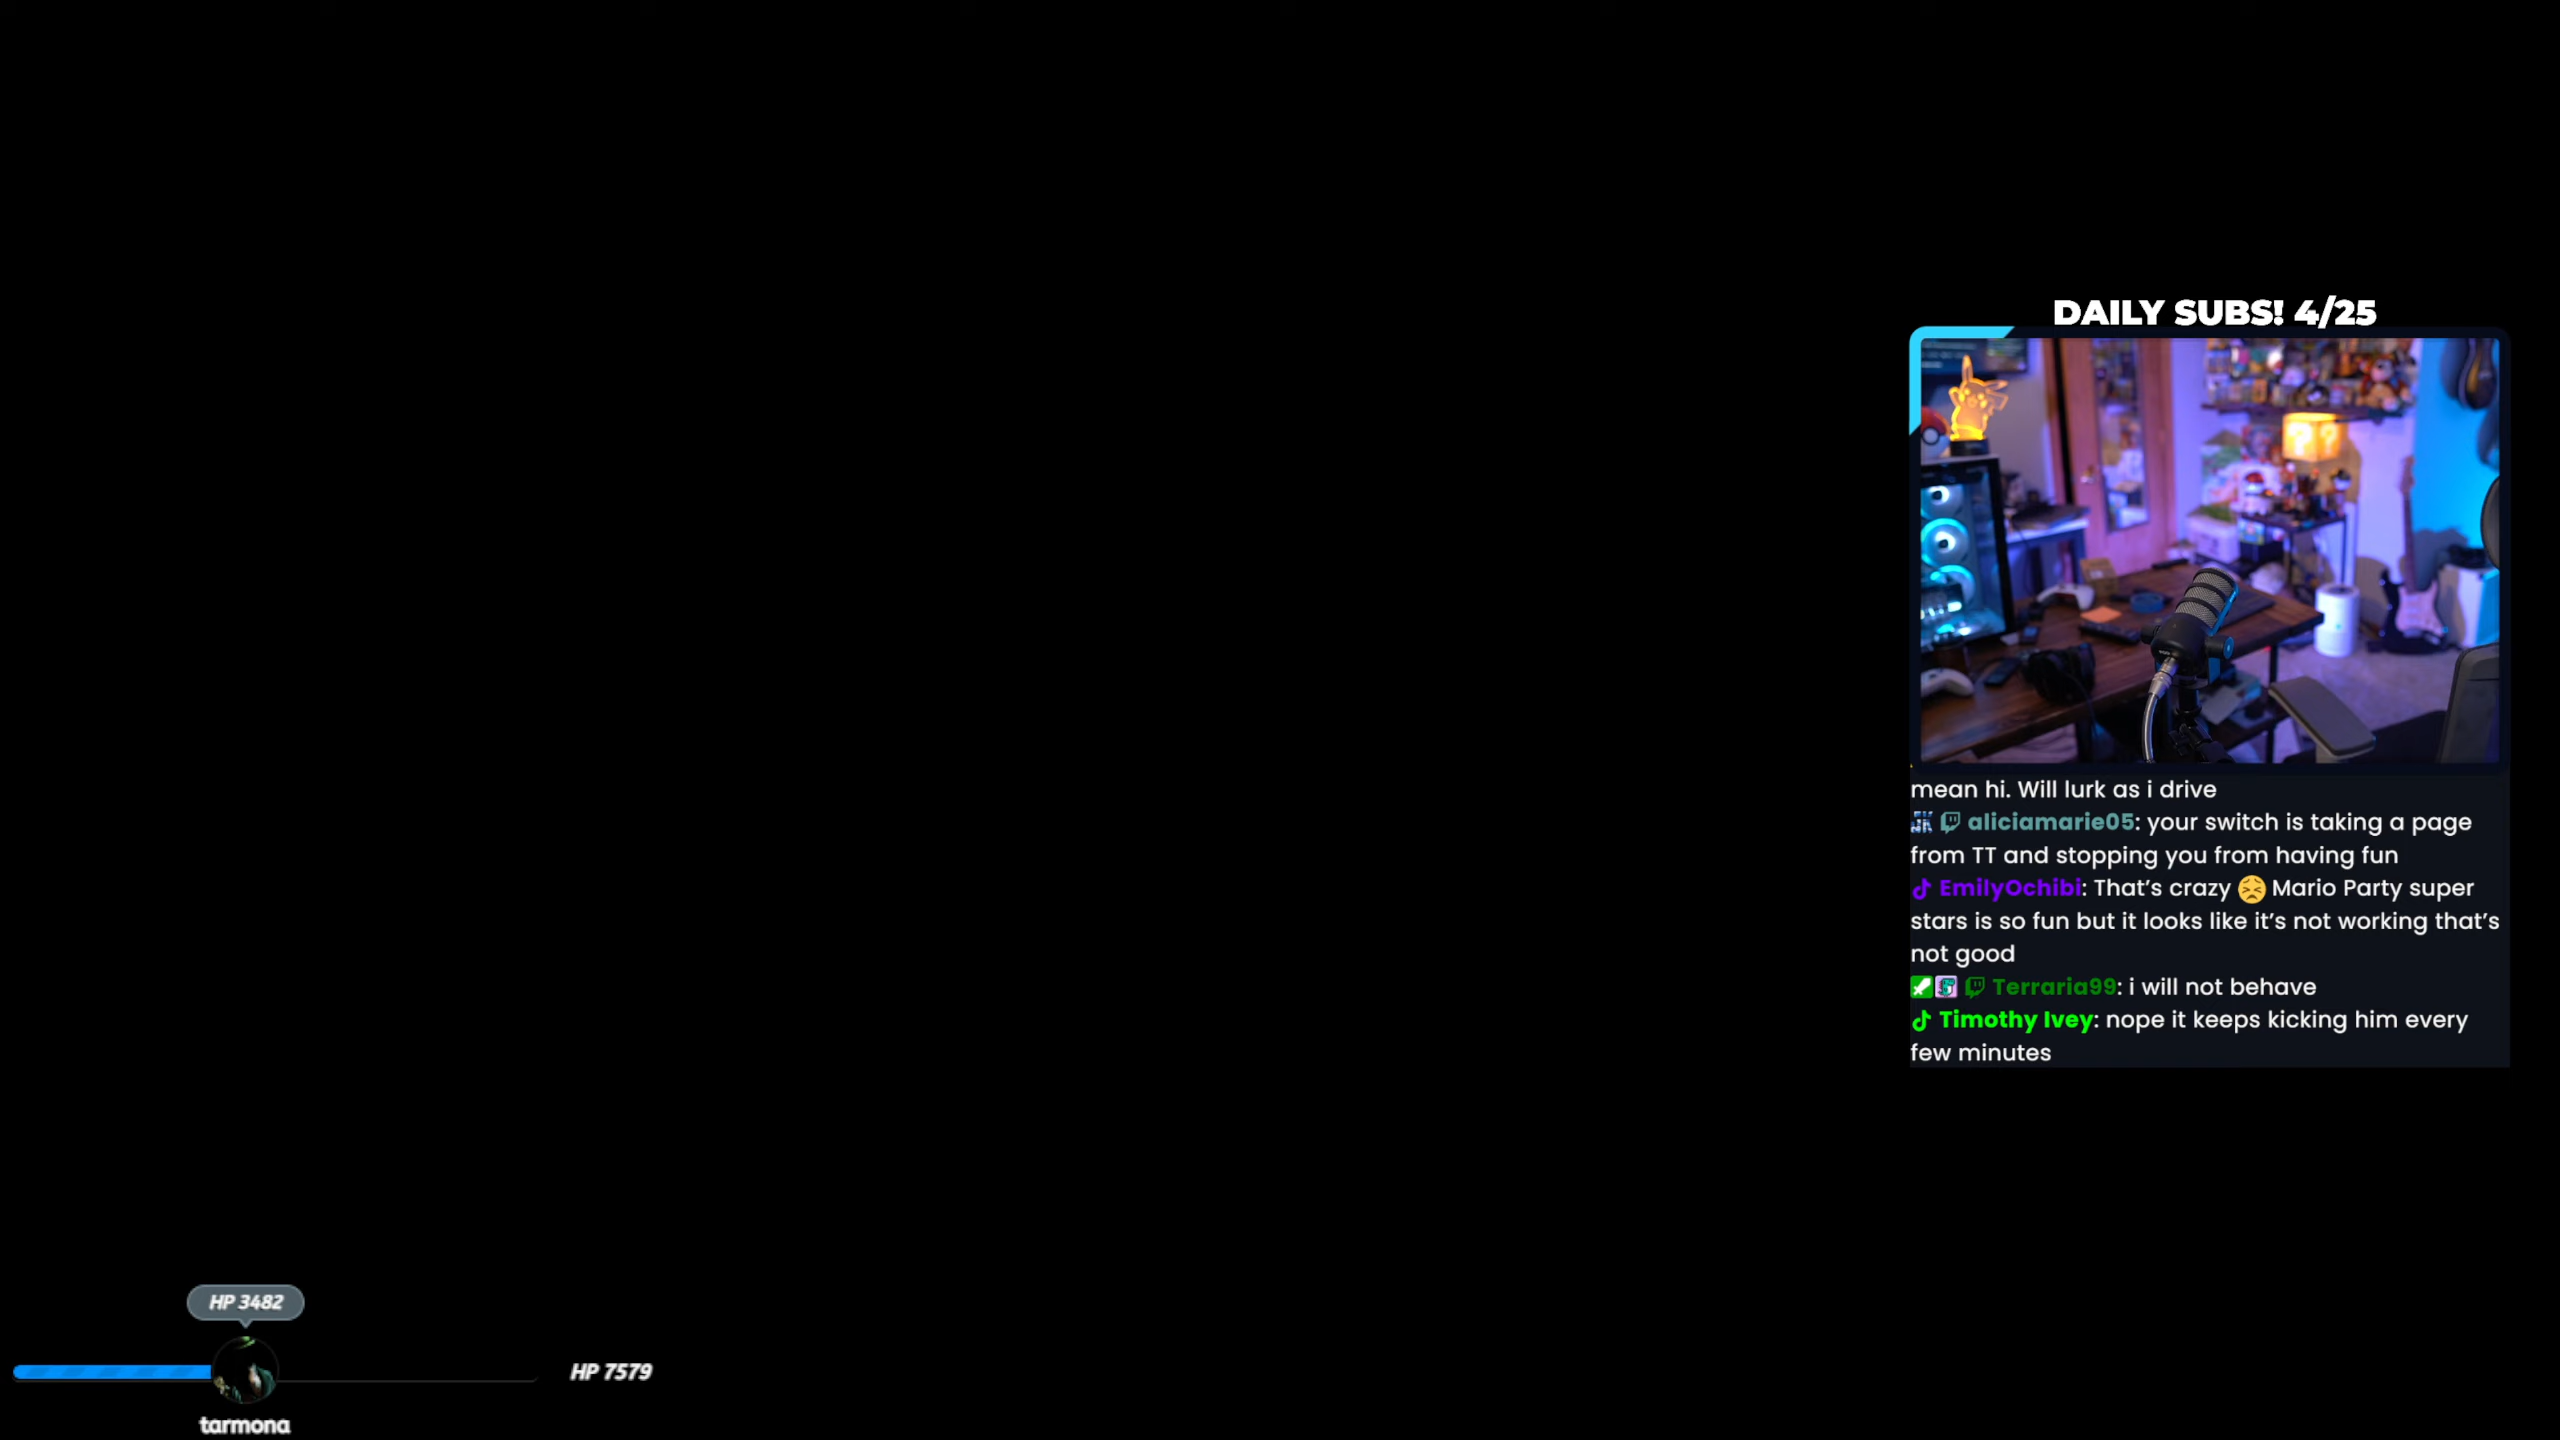 DAILY SUBS! 4/25
mean hi. Will lurk as i drive
aliciamarie05: your switch is taking a page
from TT and stopping you from having fun
EmilyOchibi: That's crazy 😣 Mario Party super
stars is so fun but it looks like it's not working that's
not good
Terraria99: i will not behave
Timothy Ivey: nope it keeps kicking him every
few minutes
HP 3482
HP 7579
tarmona